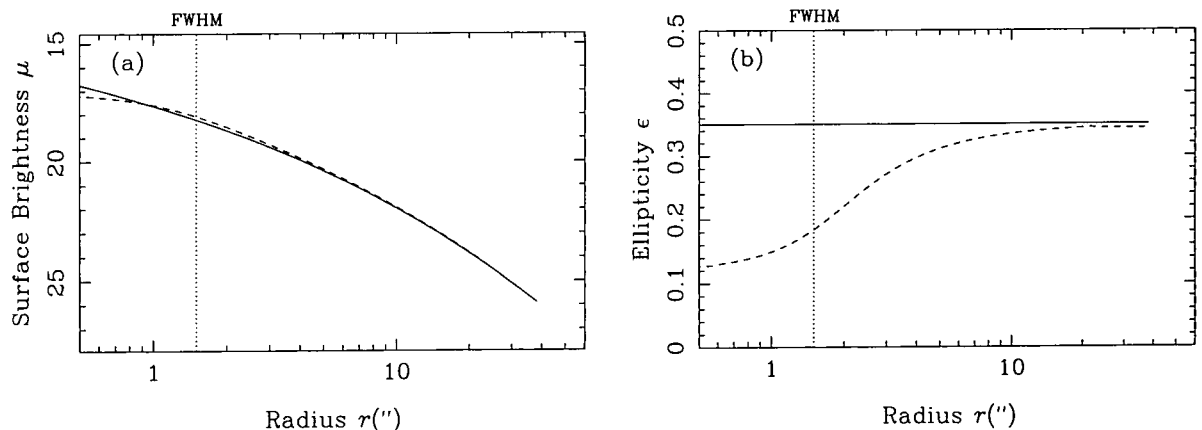 FWHM
(a)
15
20
25
Surface Brightness μ
1
10
Radius r(")
FWHM
(b)
0.5
0.4
0.3
0.2
0.1
0
Ellipticity ϵ
1
10
Radius r(")